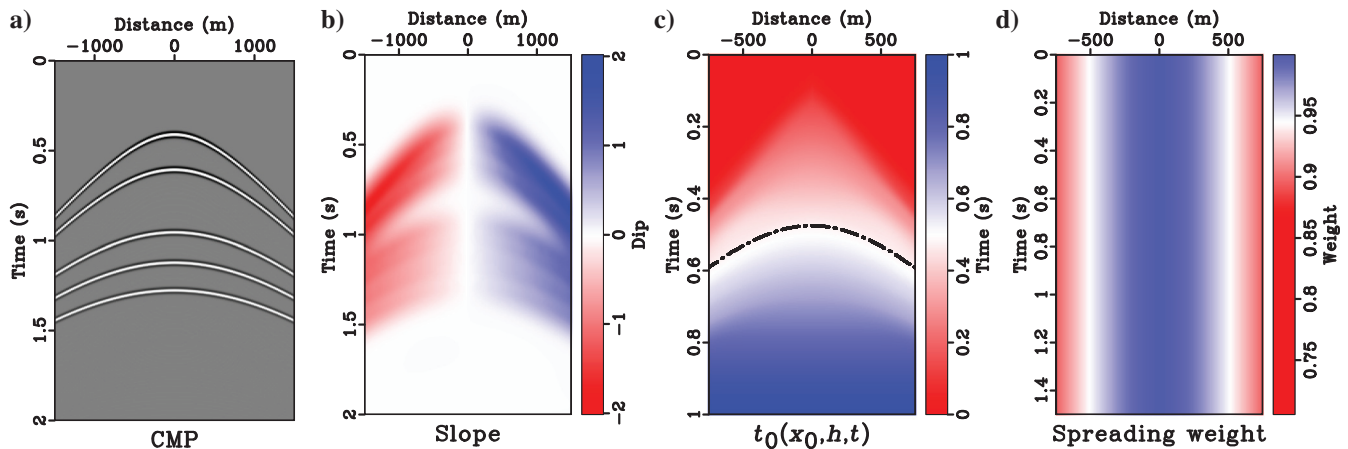 a)
Distance (m)
−1000 0 1000
Time (s)
0
0.5
1
1.5
2
CMP
b)
Distance (m)
−1000 0 1000
Time (s)
0
0.5
1
1.5
2
Slope
2
1
0
−1
−2
Dip
c)
Distance (m)
−500 0 500
Time (s)
0
0.2
0.4
0.6
0.8
1
t0(x0,h,t)
1
0.8
0.6
0.4
0.2
0
Time (s)
d)
Distance (m)
−500 0 500
Time (s)
0
0.2
0.4
0.6
0.8
1
1.2
1.4
Spreading weight
0.95
0.9
0.85
0.8
0.75
Weight